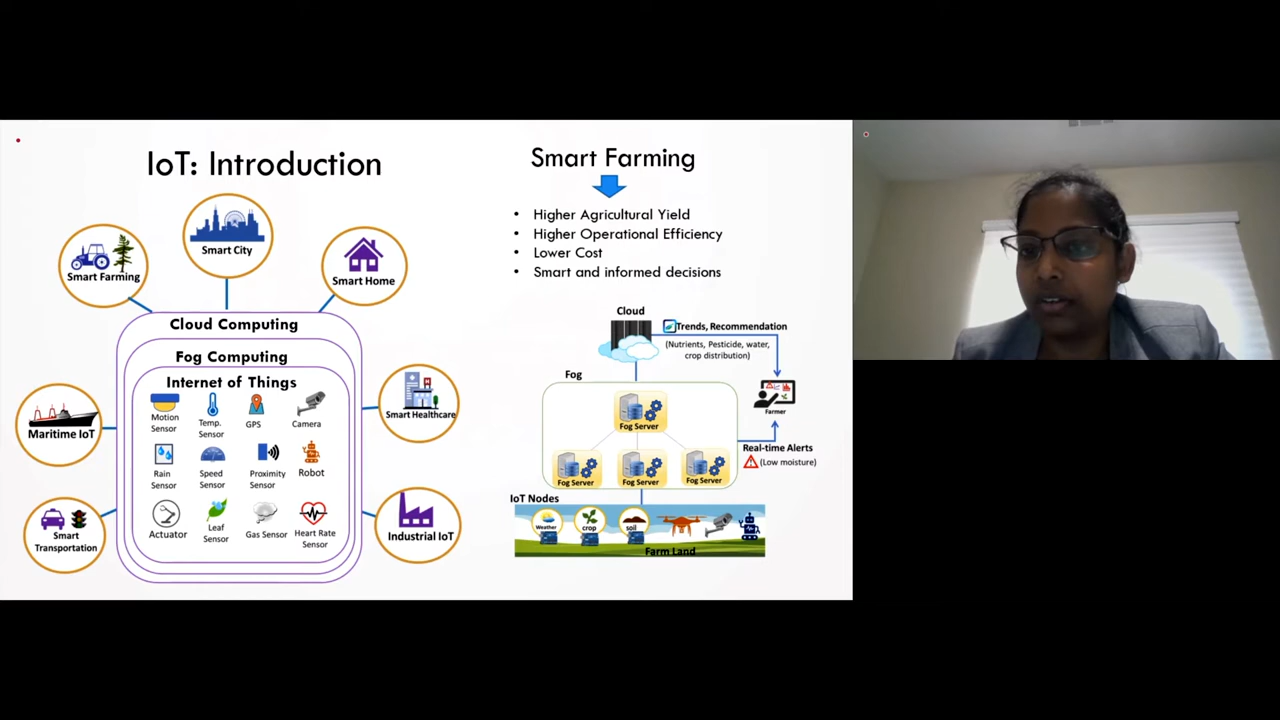 IoT: Introduction
Smart City
Smart Farming
Smart Home
Cloud Computing
Fog Computing
Internet of Things
Motion
Sensor
Temp.
Sensor
GPS
Camera
Rain
Sensor
Speed
Sensor
Proximity
Sensor
Robot
Actuator
Leaf
Sensor
Gas Sensor
Heart Rate
Sensor
Maritime IoT
Smart
Transportation
Smart Healthcare
Industrial IoT
Smart Farming
• Higher Agricultural Yield
• Higher Operational Efficiency
• Lower Cost
• Smart and informed decisions
Cloud
Trends, Recommendation
(Nutrients, Pesticide, water,
crop distribution)
Fog
Fog Server
Fog Server
Fog Server
Fog Server
Farmer
Real-time Alerts
(Low moisture)
IoT Nodes
Weather
crop
soil
Farm Land